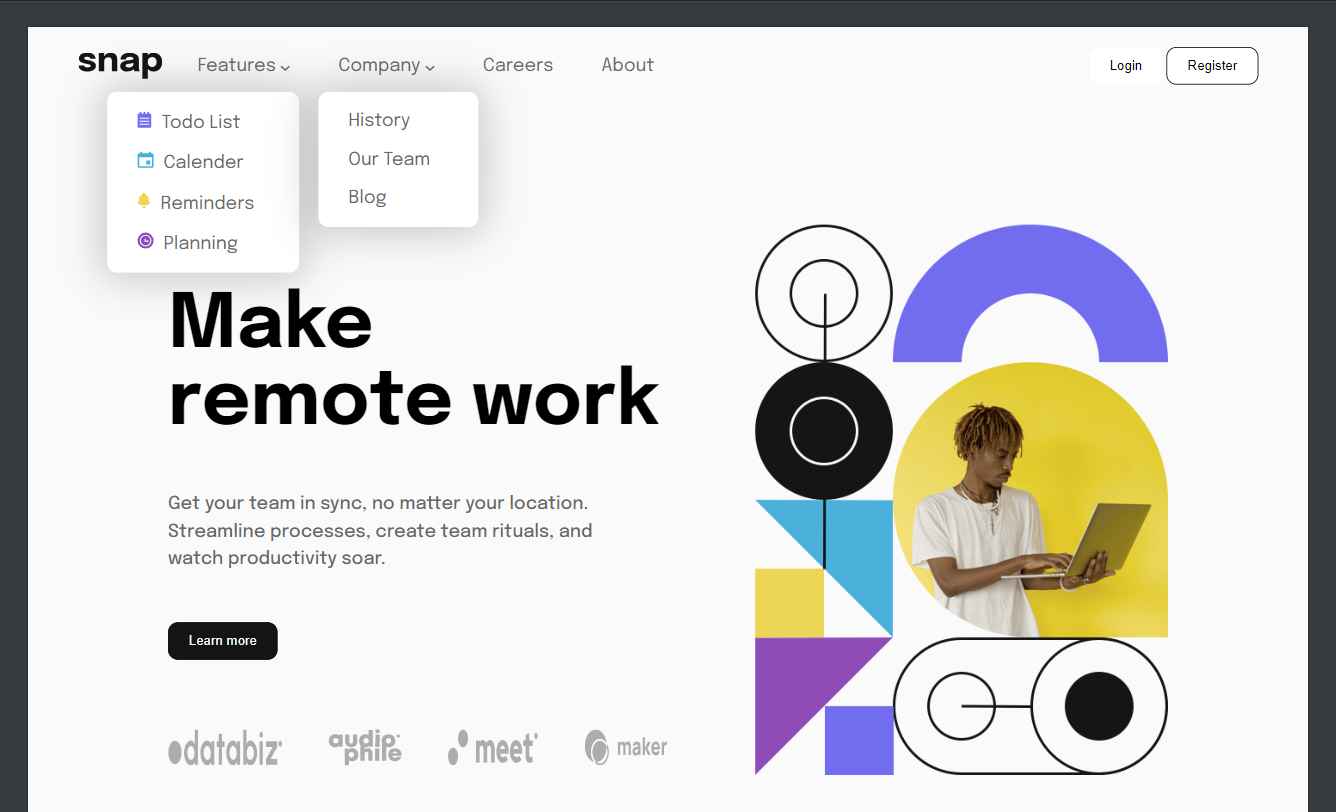 snap Features Company Careers About Login Register
Todo List
Calender
Reminders
Planning
History
Our Team
Blog
Make
remote work
Get your team in sync, no matter your location.
Streamline processes, create team rituals, and
watch productivity soar.
Learn more
databiz audiophile meet maker